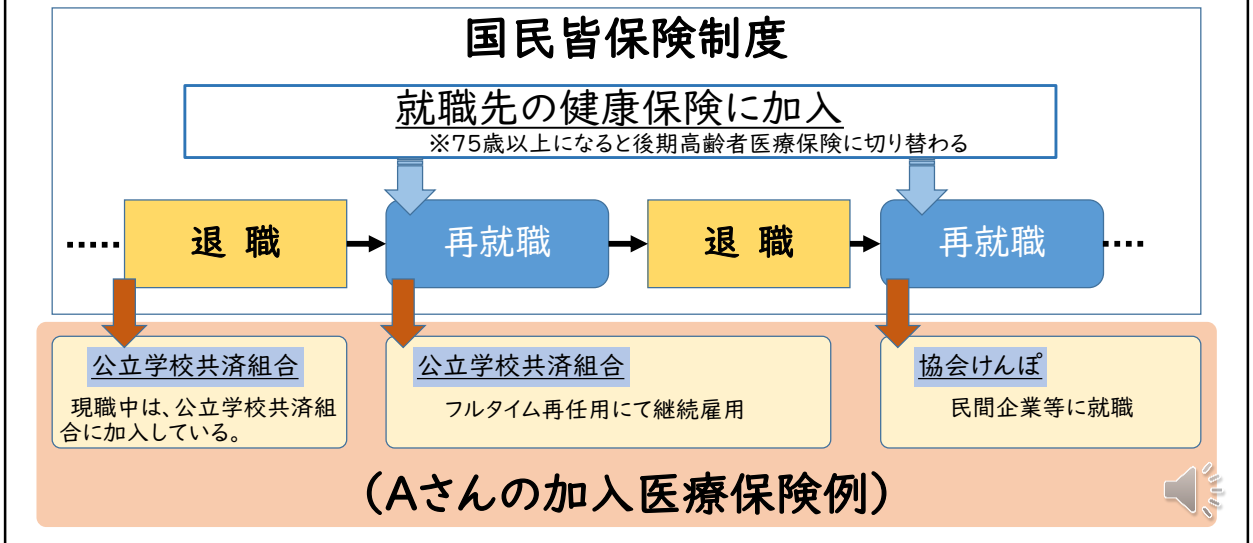 国民皆保険制度
就職先の健康保険に加入
※75歳以上になると後期高齢者医療保険に切り替わる
退 職
再就職
退 職
再就職
公立学校共済組合
現職中は、公立学校共済組
合に加入している。
公立学校共済組合
フルタイム再任用にて継続雇用
協会けんぽ
民間企業等に就職
（Aさんの加入医療保険例）